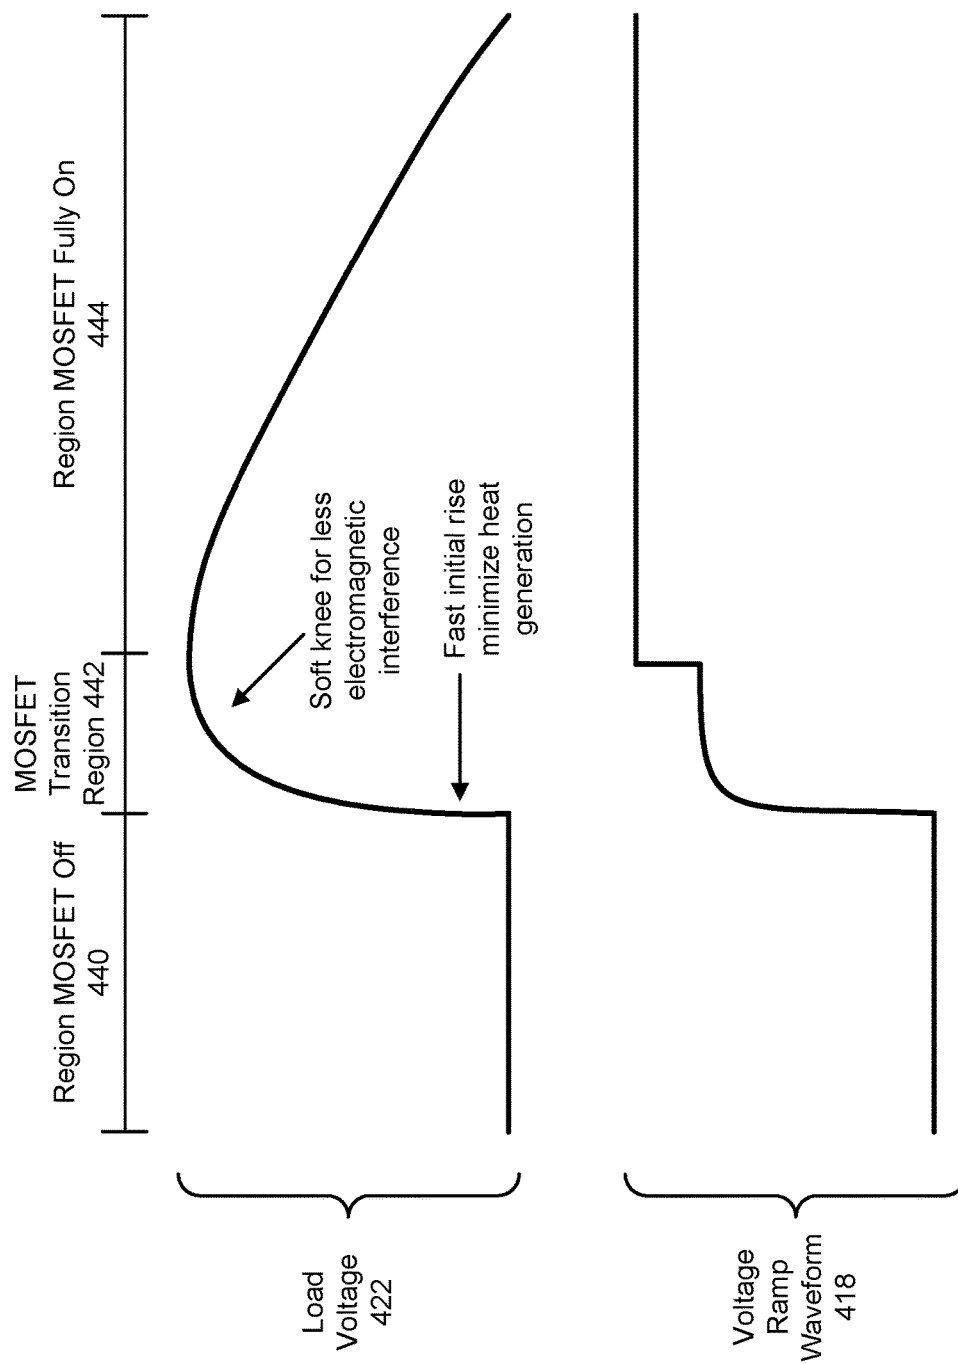 Region MOSFET Off
440
MOSFET
Transition
Region 442
Region MOSFET Fully On
444
Load
Voltage
422
Soft knee for less
electromagnetic
interference
Fast initial rise
minimize heat
generation
Voltage
Ramp
Waveform
418